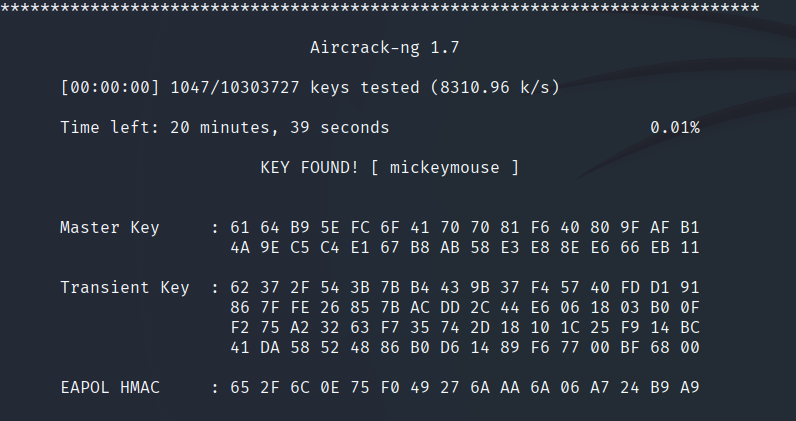 ****************************************************************************
Aircrack-ng 1.7
[00:00:00] 1047/10303727 keys tested (8310.96 k/s)
Time left: 20 minutes, 39 seconds 0.01%
KEY FOUND! [ mickeymouse ]
Master Key : 61 64 B9 5E FC 6F 41 70 70 81 F6 40 80 9F AF B1
4A 9E C5 C4 E1 67 B8 AB 58 E3 E8 8E E6 66 EB 11
Transient Key : 62 37 2F 54 3B 7B B4 43 9B 37 F4 57 40 FD D1 91
86 7F FE 26 85 7B AC DD 2C 44 E6 06 18 03 B0 0F
F2 75 A2 32 63 F7 35 74 2D 18 10 1C 25 F9 14 BC
41 DA 58 52 48 86 B0 D6 14 89 F6 77 00 BF 68 00
EAPOL HMAC : 65 2F 6C 0E 75 F0 49 27 6A AA 6A 06 A7 24 B9 A9